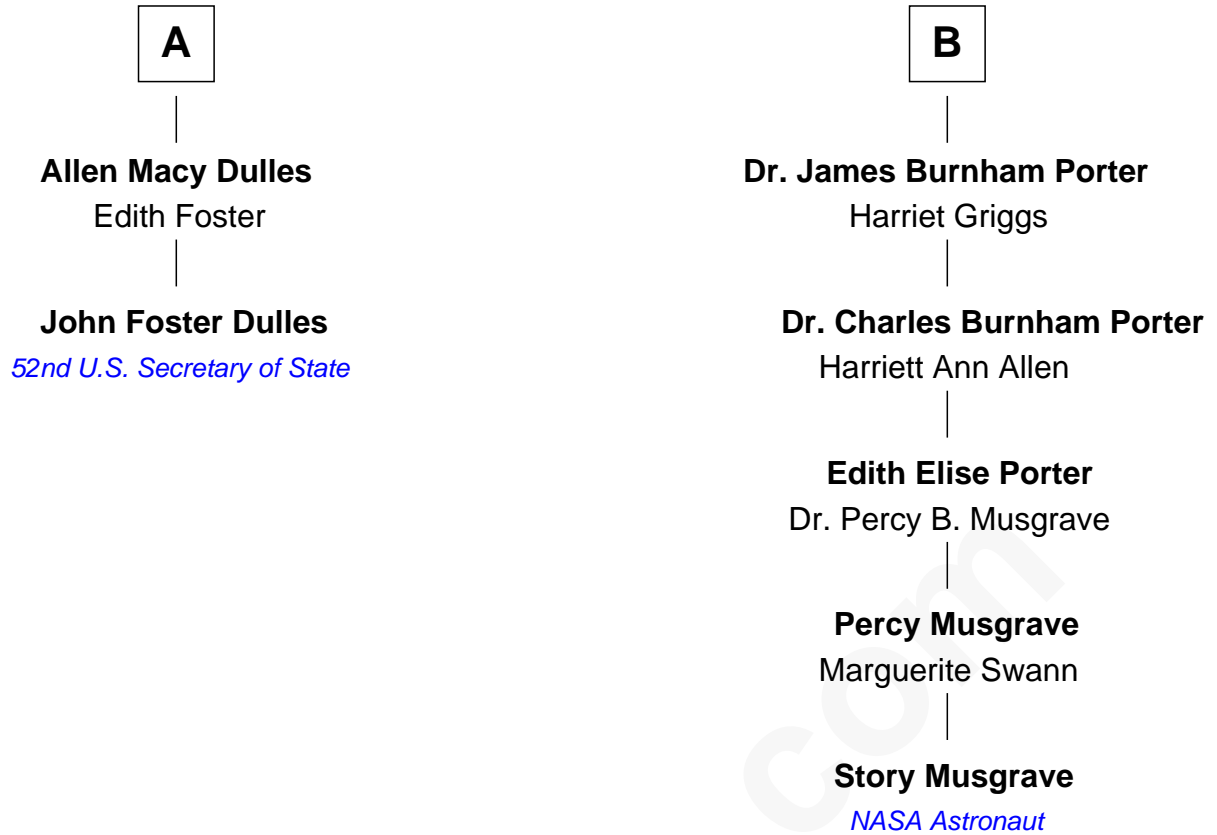 A
Allen Macy Dulles
Edith Foster
John Foster Dulles
52nd U.S. Secretary of State
B
Dr. James Burnham Porter
Harriet Griggs
Dr. Charles Burnham Porter
Harriett Ann Allen
Edith Elise Porter
Dr. Percy B. Musgrave
Percy Musgrave
Marguerite Swann
Story Musgrave
NASA Astronaut
com